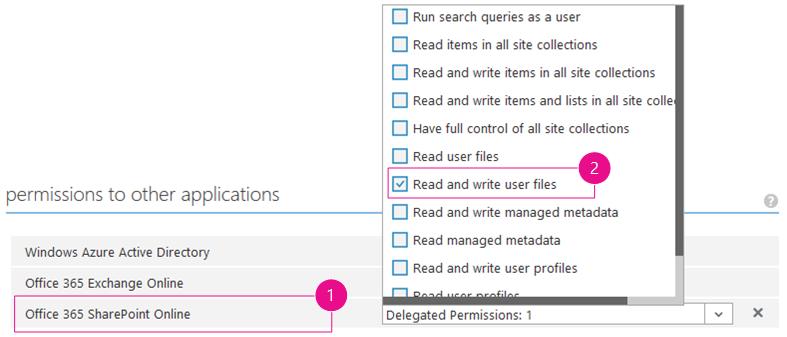 Run search queries as a user
Read items in all site collections
Read and write items in all site collections
Read and write items and lists in all site colle
Have full control of all site collections
Read user files
2
Read and write user files
permissions to other applications
?
Read and write managed metadata
Read managed metadata
Windows Azure Active Directory
Read and write user profiles
Office 365 Exchange Online
Read user profiles
1
Office 365 SharePoint Online
Delegated Permissions: 1